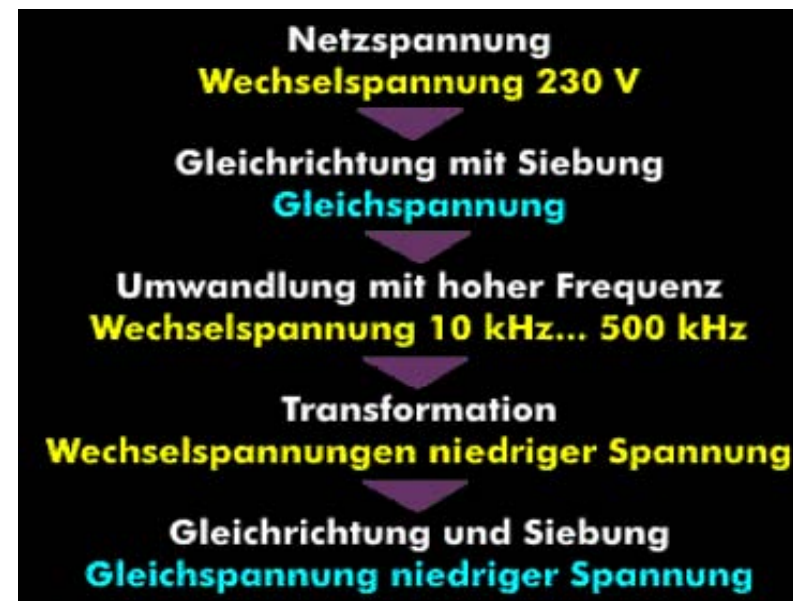 Netzspannung
Wechselspannung 230 V
Gleichrichtung mit Siebung
Gleichspannung
Umwandlung mit hoher Frequenz
Wechselspannung 10 kHz... 500 kHz
Transformation
Wechselspannungen niedriger Spannung
Gleichrichtung und Siebung
Gleichspannung niedriger Spannung